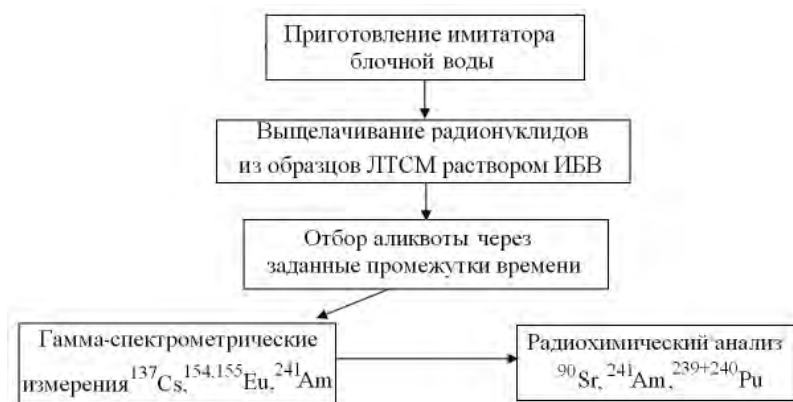 Приготовление имитатора
блочной воды
Выщелачивание радионуклидов
из образцов ЛТСМ раствором ИБВ
Отбор аликвоты через
заданные промежутки времени
Гамма-спектрометрические
измерения ¹³⁷Cs, ¹⁵⁴,¹⁵⁵Eu, ²⁴¹Am
Радиохимический анализ
⁹⁰Sr, ²⁴¹Am, ²³⁹⁺²⁴⁰Pu